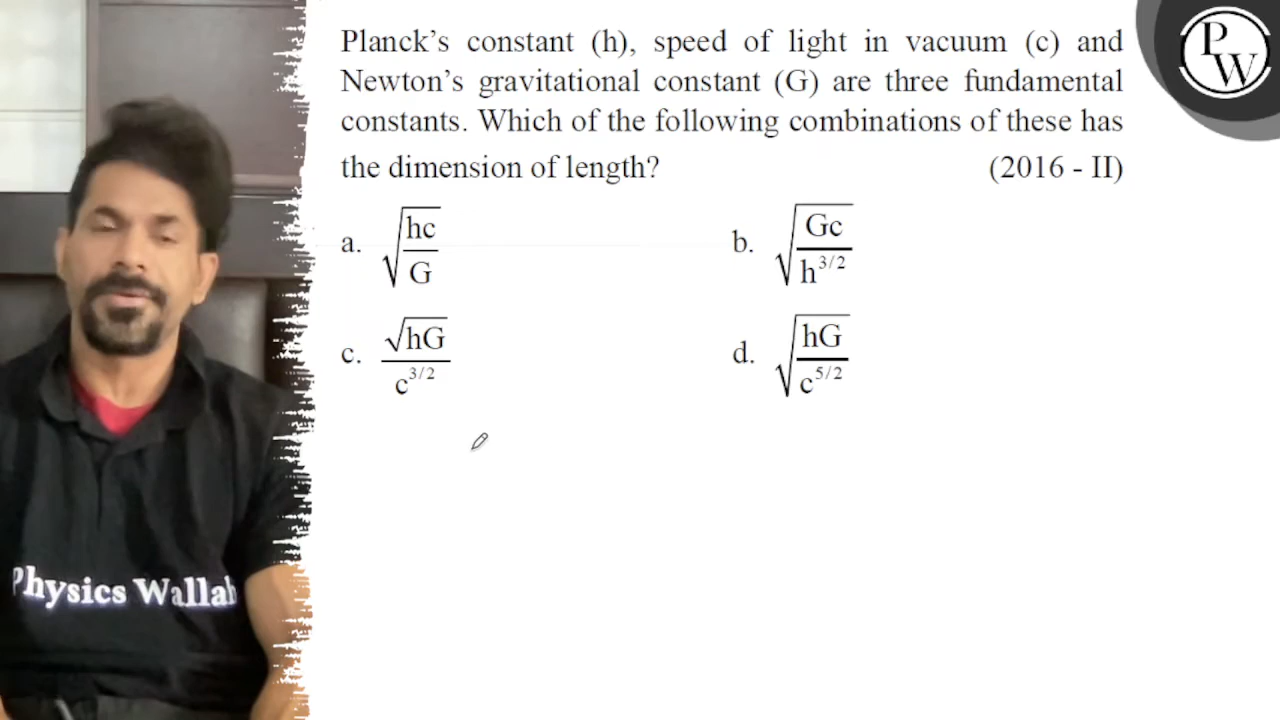 Planck's constant (h), speed of light in vacuum (c) and
Newton's gravitational constant (G) are three fundamental
constants. Which of the following combinations of these has
the dimension of length? (2016 - II)
a. √(hc/G) b. √(Gc/h^3/2)
c. √hG/c^3/2 d. √(hG/c^5/2)
PW
Physics Wallah